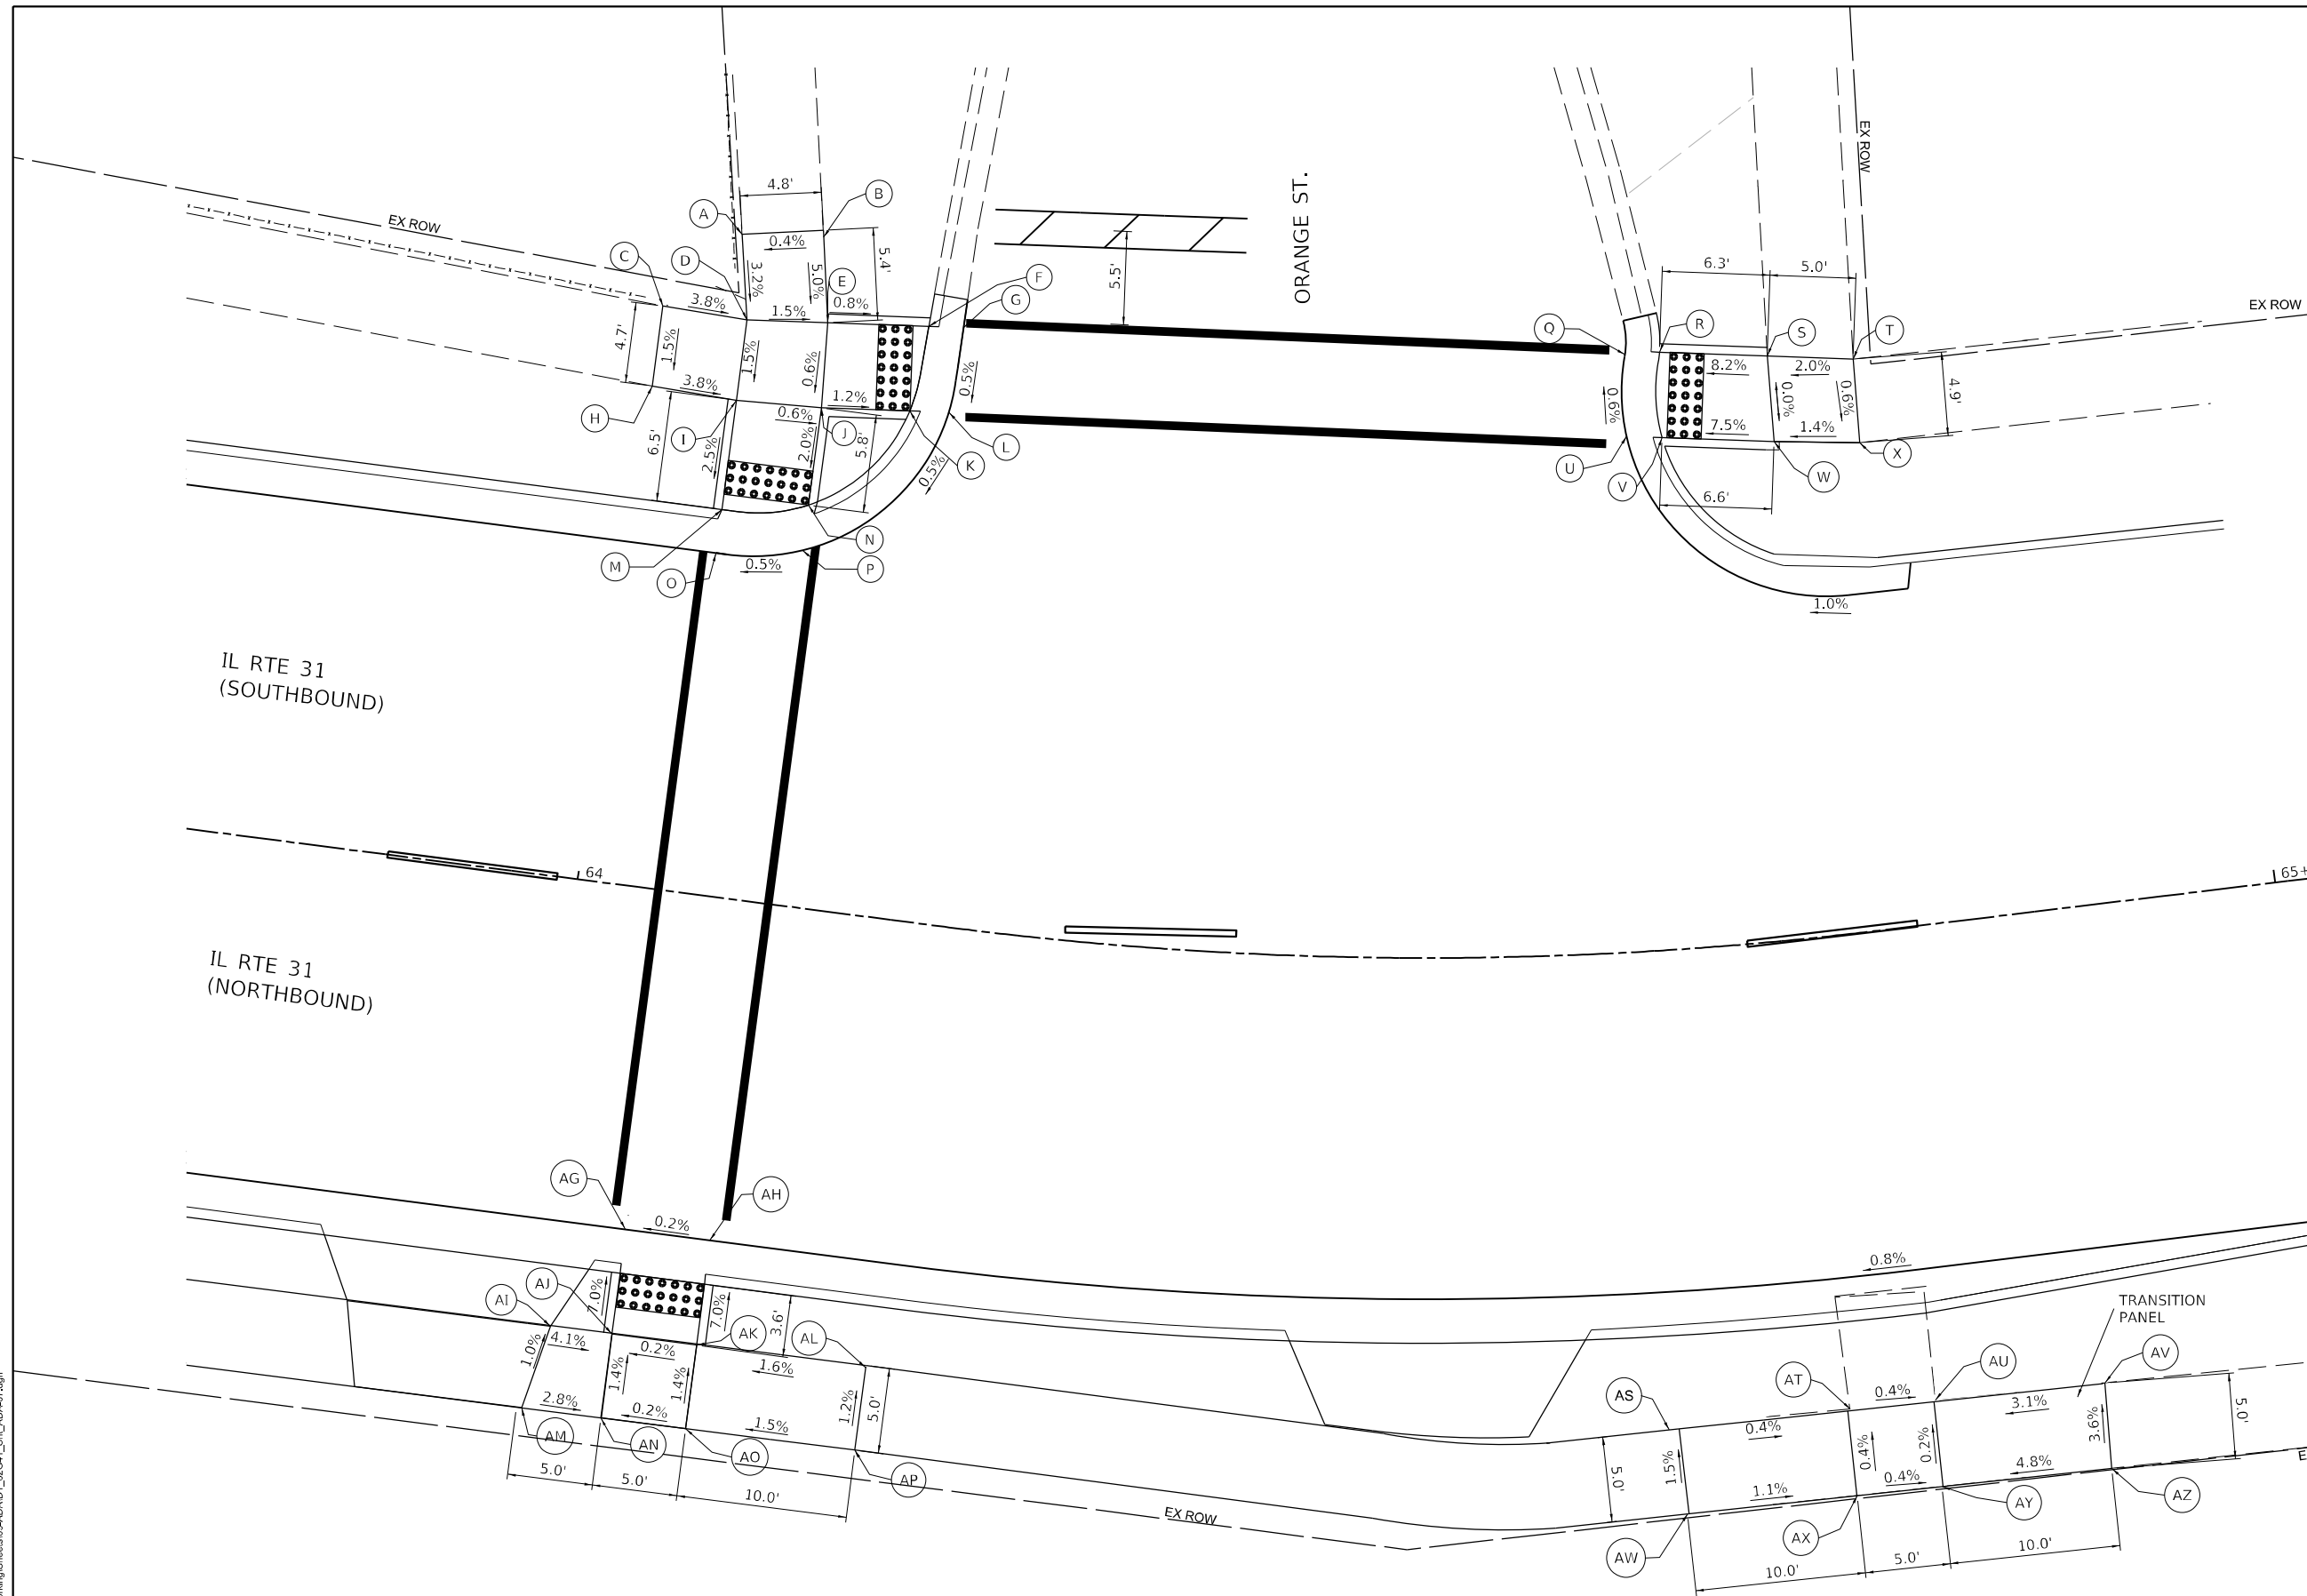 4.8'
B
A
EX ROW
0.4%
5.4'
C
D
3.2%
5.0%
E
5.5'
F
ORANGE ST.
G
3.8%
1.5%
0.8%
4.7'
1.5%
1.5%
0.6%
3.8%
1.2%
0.5%
H
0.6%
I
J
6.5'
2.5%
2.0%
5.8'
K
L
0.5%
M
N
O
P
0.5%
EX ROW
6.3'
5.0'
EX ROW
Q
R
S
T
8.2%
2.0%
0.6%
0.0%
0.6%
4.9'
7.5%
1.4%
U
V
W
X
6.6'
1.0%
IL RTE 31
(SOUTHBOUND)
64
65+
IL RTE 31
(NORTHBOUND)
AG
AH
0.2%
AI
AJ
7.0%
7.0%
3.6'
AK
AL
1.0%
4.1%
0.2%
1.6%
1.4%
1.4%
1.2%
5.0'
2.8%
0.2%
1.5%
AM
AN
AO
AP
5.0'
5.0'
10.0'
EX ROW
0.8%
TRANSITION
PANEL
AS
AT
AU
AV
0.4%
0.4%
3.1%
5.0'
1.5%
0.4%
0.2%
3.6%
5.0'
1.1%
0.4%
4.8%
E
AW
AX
AY
AZ
10.0'
5.0'
10.0'